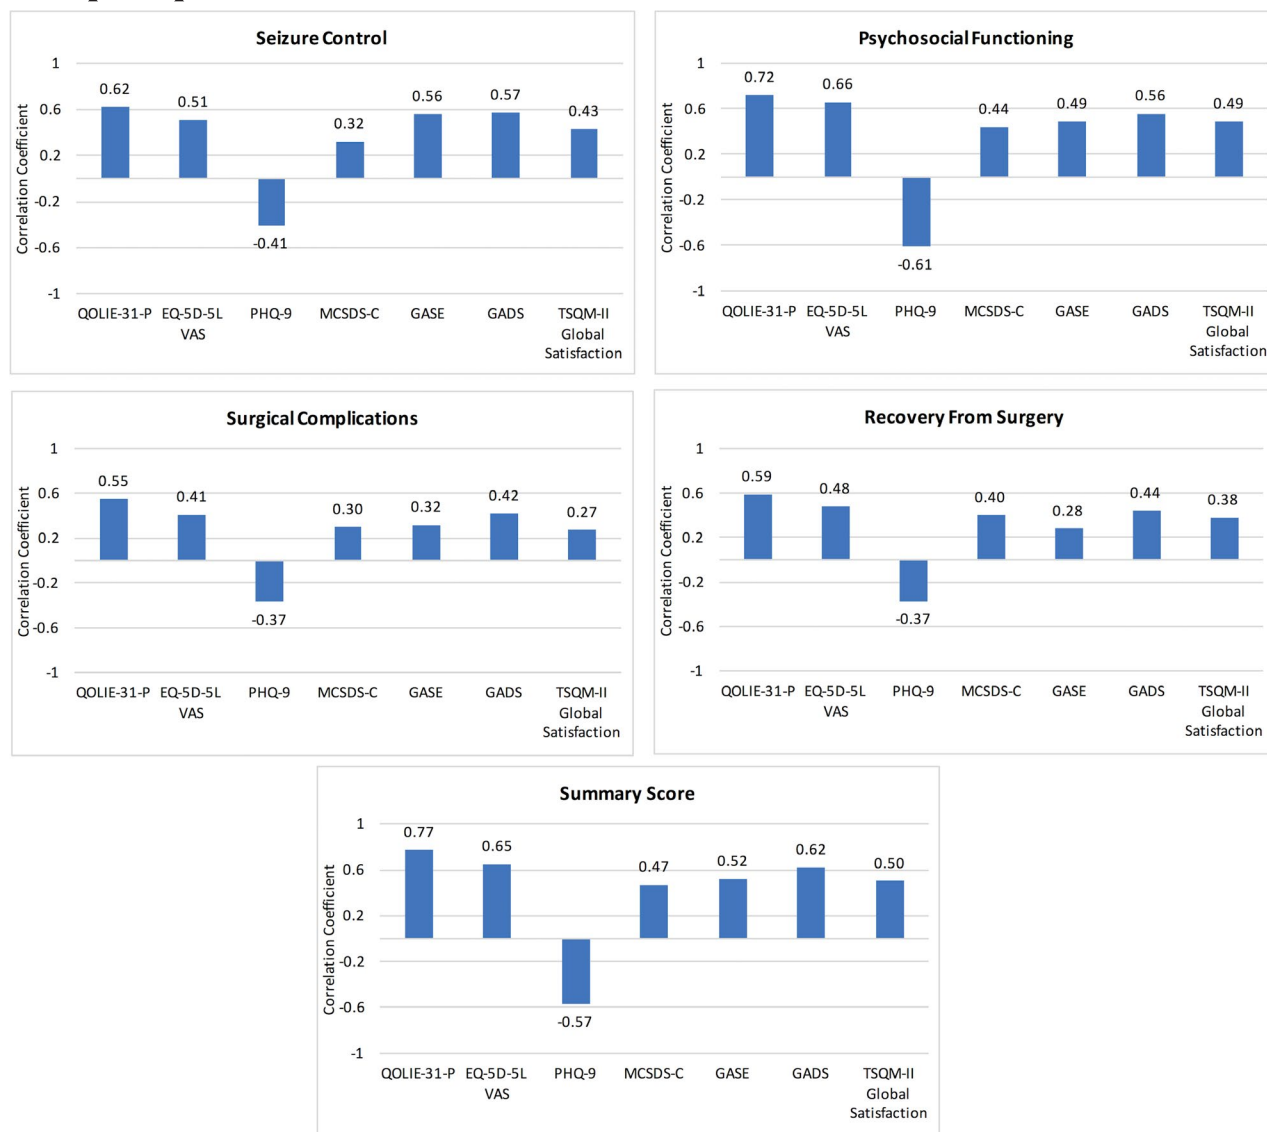 Seizure Control
Correlation Coefficient
1
0.6
0.2
-0.2
-0.6
-1
0.62
0.51
-0.41
0.32
0.56
0.57
0.43
QOLIE-31-P EQ-5D-5L PHQ-9 MCSDS-C GASE GADS TSQM-II
VAS Global
Satisfaction
Psychosocial Functioning
Correlation Coefficient
1
0.6
0.2
-0.2
-0.6
-1
0.72
0.66
-0.61
0.44
0.49
0.56
0.49
QOLIE-31-P EQ-5D-5L PHQ-9 MCSDS-C GASE GADS TSQM-II
VAS Global
Satisfaction
Surgical Complications
Correlation Coefficient
1
0.6
0.2
-0.2
-0.6
-1
0.55
0.41
-0.37
0.30
0.32
0.42
0.27
QOLIE-31-P EQ-5D-5L PHQ-9 MCSDS-C GASE GADS TSQM-II
VAS Global
Satisfaction
Recovery From Surgery
Correlation Coefficient
1
0.6
0.2
-0.2
-0.6
-1
0.59
0.48
-0.37
0.40
0.28
0.44
0.38
QOLIE-31-P EQ-5D-5L PHQ-9 MCSDS-C GASE GADS TSQM-II
VAS Global
Satisfaction
Summary Score
Correlation Coefficient
1
0.6
0.2
-0.2
-0.6
-1
0.77
0.65
-0.57
0.47
0.52
0.62
0.50
QOLIE-31-P EQ-5D-5L PHQ-9 MCSDS-C GASE GADS TSQM-II
VAS Global
Satisfaction